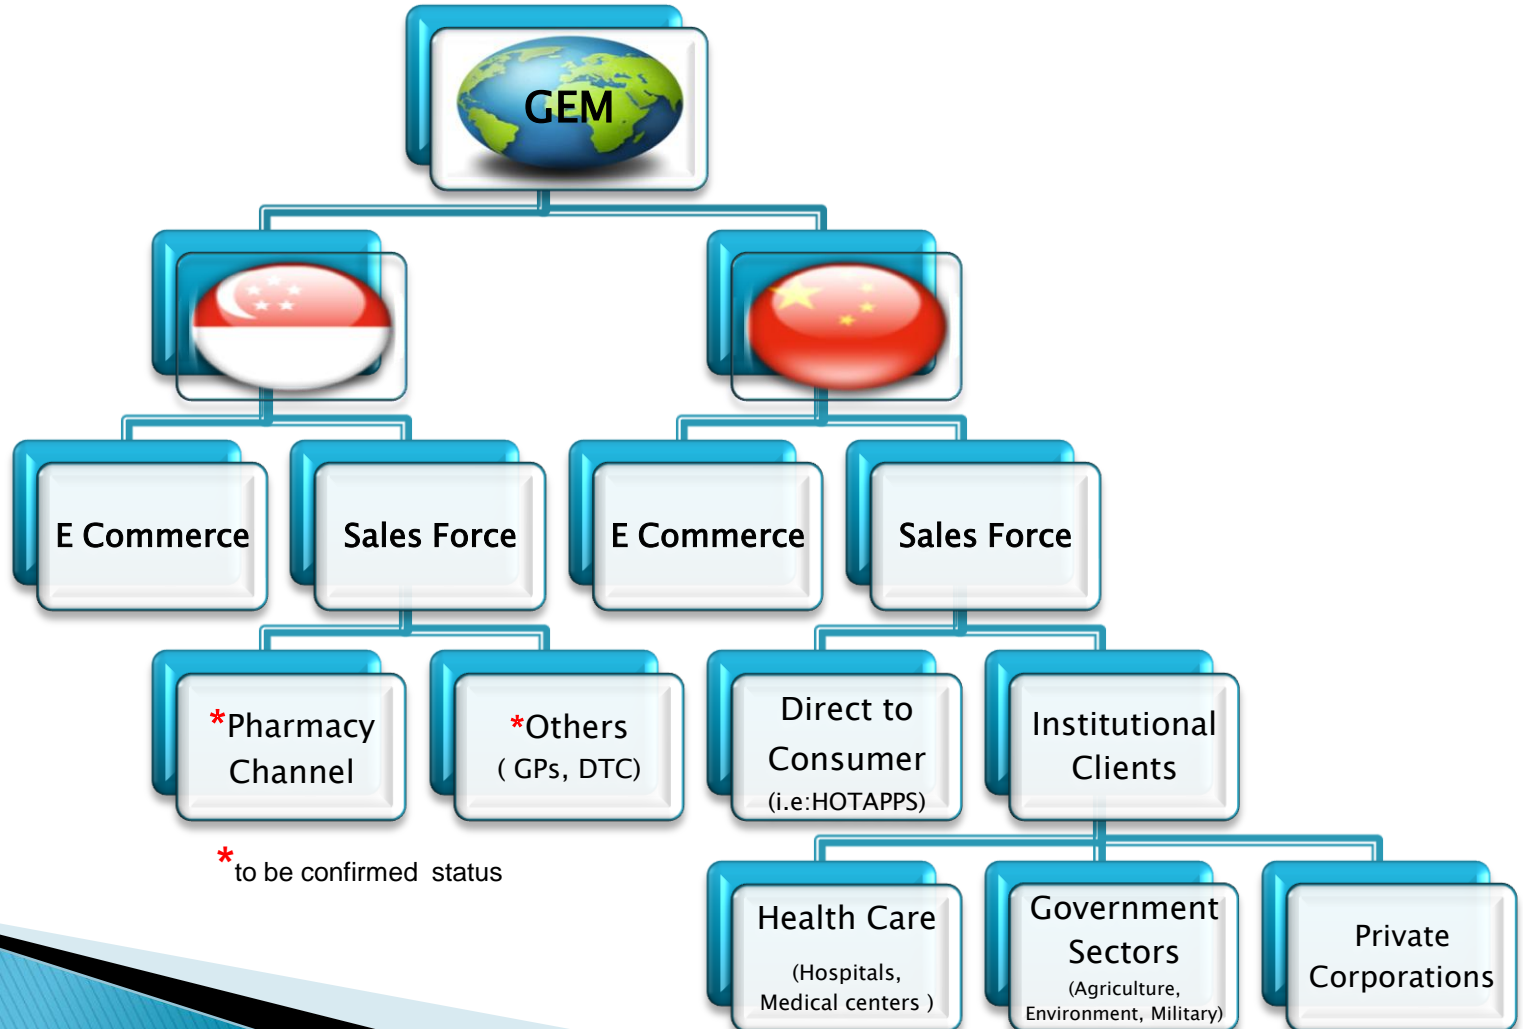 GEM
E Commerce
Sales Force
E Commerce
Sales Force
*Pharmacy
Channel
*Others
( GPs, DTC)
Direct to
Consumer
(i.e:HOTAPPS)
Institutional
Clients
*to be confirmed  status
Health Care
(Hospitals,
Medical centers )
Government
Sectors
(Agriculture,
Environment, Military)
Private
Corporations